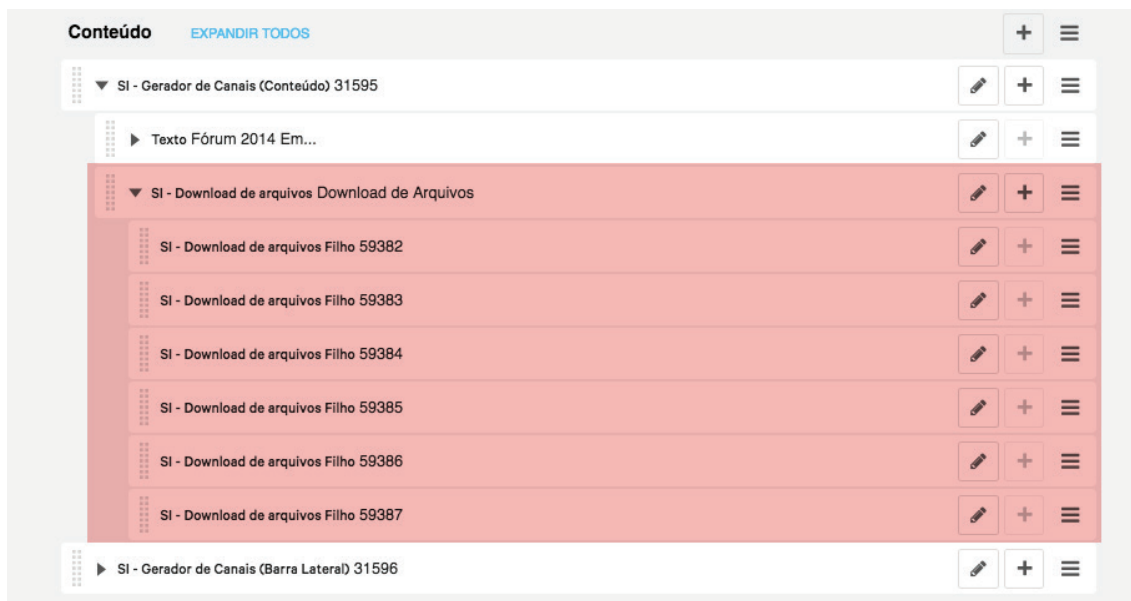 Conteúdo EXPANDIR TODOS
SI - Gerador de Canais (Conteúdo) 31595
Texto Fórum 2014 Em...
SI - Download de arquivos Download de Arquivos
SI - Download de arquivos Filho 59382
SI - Download de arquivos Filho 59383
SI - Download de arquivos Filho 59384
SI - Download de arquivos Filho 59385
SI - Download de arquivos Filho 59386
SI - Download de arquivos Filho 59387
SI - Gerador de Canais (Barra Lateral) 31596